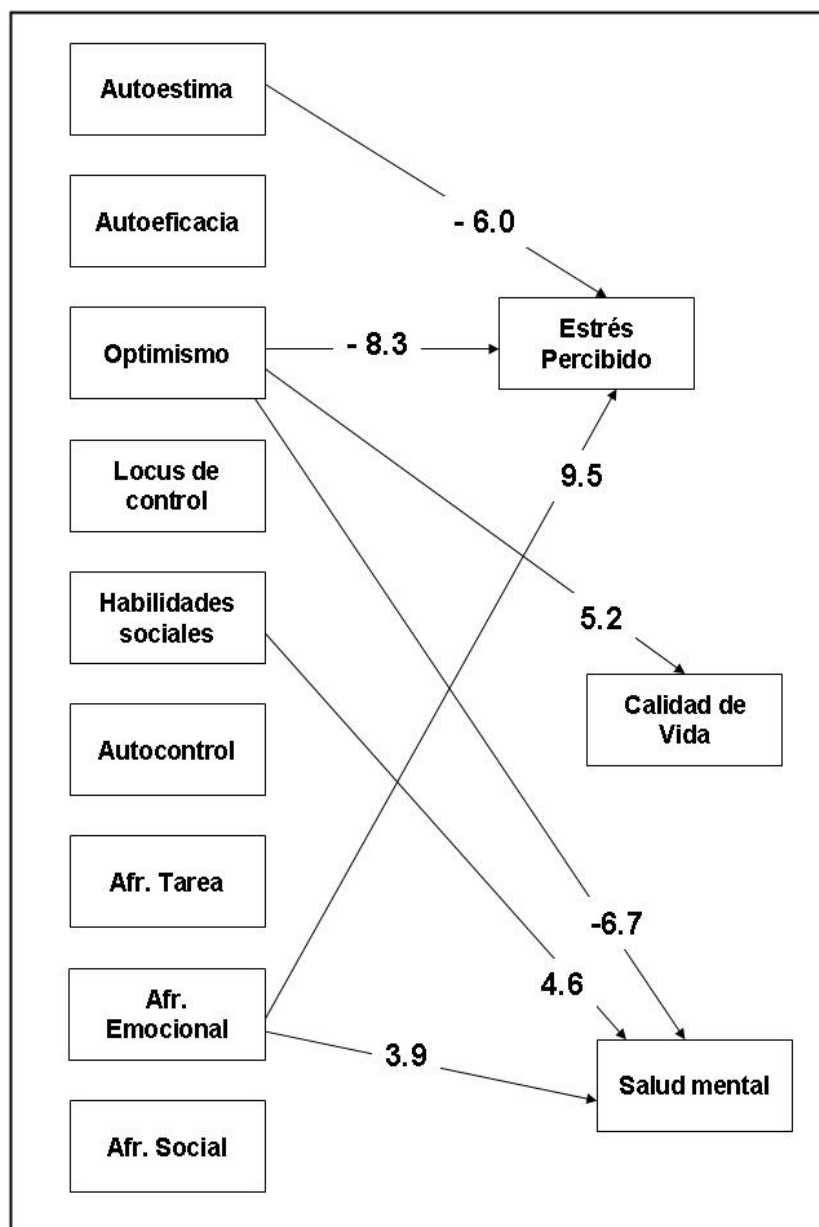 Autoestima
Autoeficacia
- 6.0
Estrés
Percibido
Optimismo
- 8.3
Locus de
control
9.5
Habilidades
sociales
5.2
Calidad de
Vida
Autocontrol
Afr. Tarea
-6.7
4.6
Afr.
Emocional
3.9
Salud mental
Afr. Social